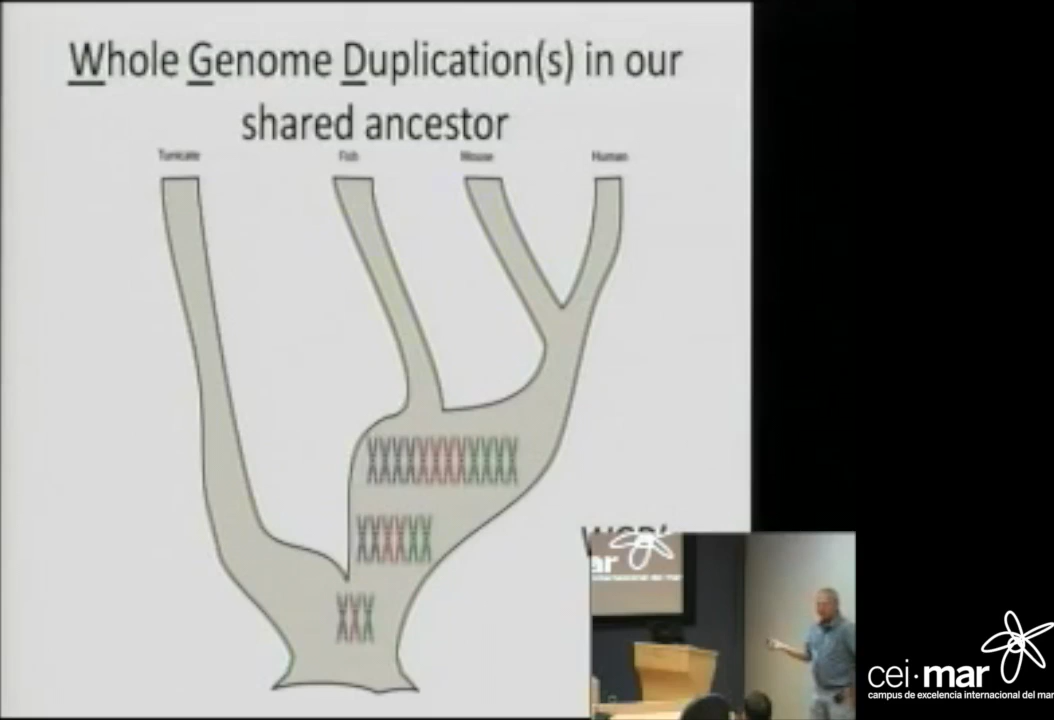 Whole Genome Duplication(s) in our
shared ancestor
Tunicate
Fish
Mouse
Human
ar
cei·mar
campus de excelencia internacional del mar